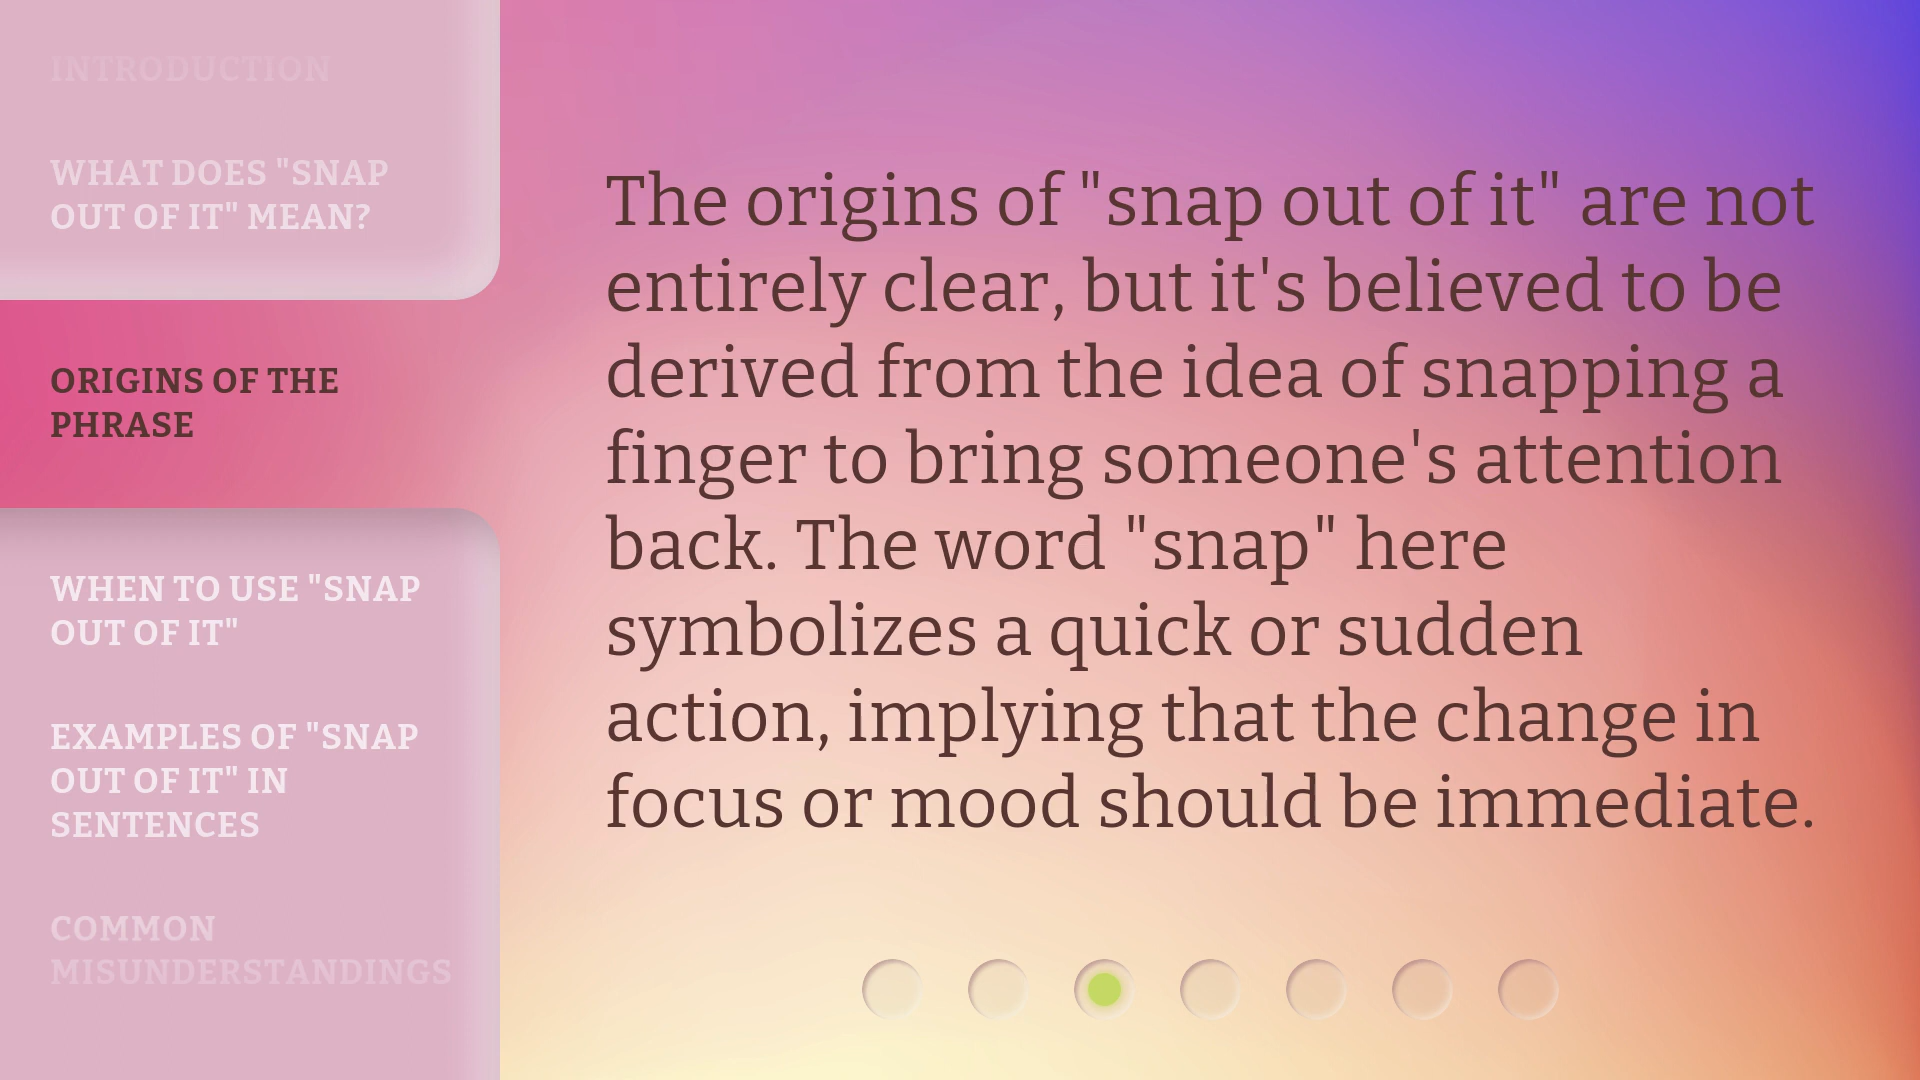 INTRODUCTION
WHAT DOES "SNAP
OUT OF IT" MEAN?
ORIGINS OF THE
PHRASE
WHEN TO USE "SNAP
OUT OF IT"
EXAMPLES OF "SNAP
OUT OF IT" IN
SENTENCES
COMMON
MISUNDERSTANDINGS
The origins of "snap out of it" are not
entirely clear, but it's believed to be
derived from the idea of snapping a
finger to bring someone's attention
back. The word "snap" here
symbolizes a quick or sudden
action, implying that the change in
focus or mood should be immediate.